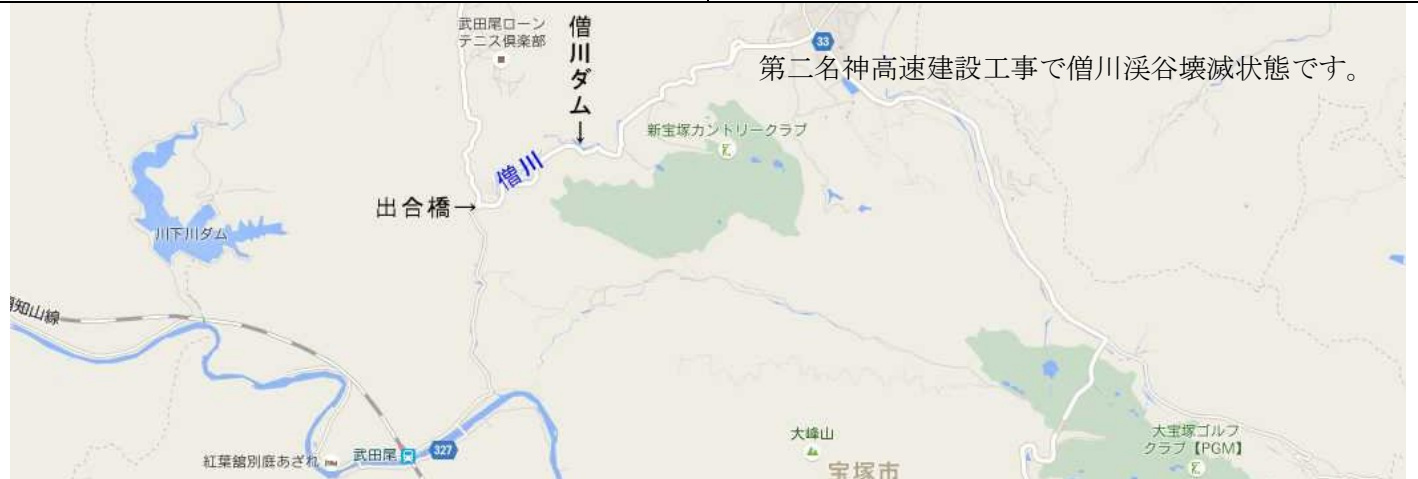 武田尾ローン
テニス倶楽部
僧川ダム↓
33
第二名神高速建設工事で僧川渓谷壊滅状態です。
新宝塚カントリークラブ
僧川
出合橋→
川下川ダム
知山線
大峰山
大宝塚ゴルフ
クラブ【PGM】
紅葉舘別庭あざれ
武田尾
327
宝塚市